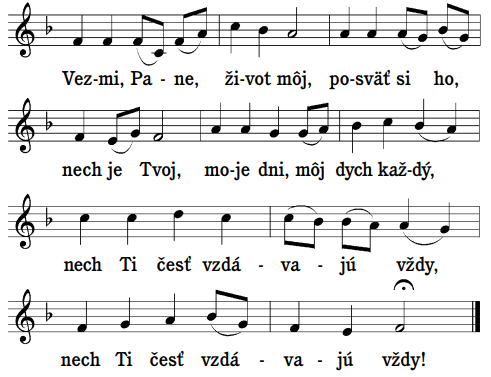 Vez-mi, Pa - ne, ži-vot môj, po-sväť si ho,
nech je Tvoj, mo-je dni, môj dych kaž-dý,
nech Ti česť vzdá - va - jú vždy,
nech Ti česť vzdá - va - jú vždy!